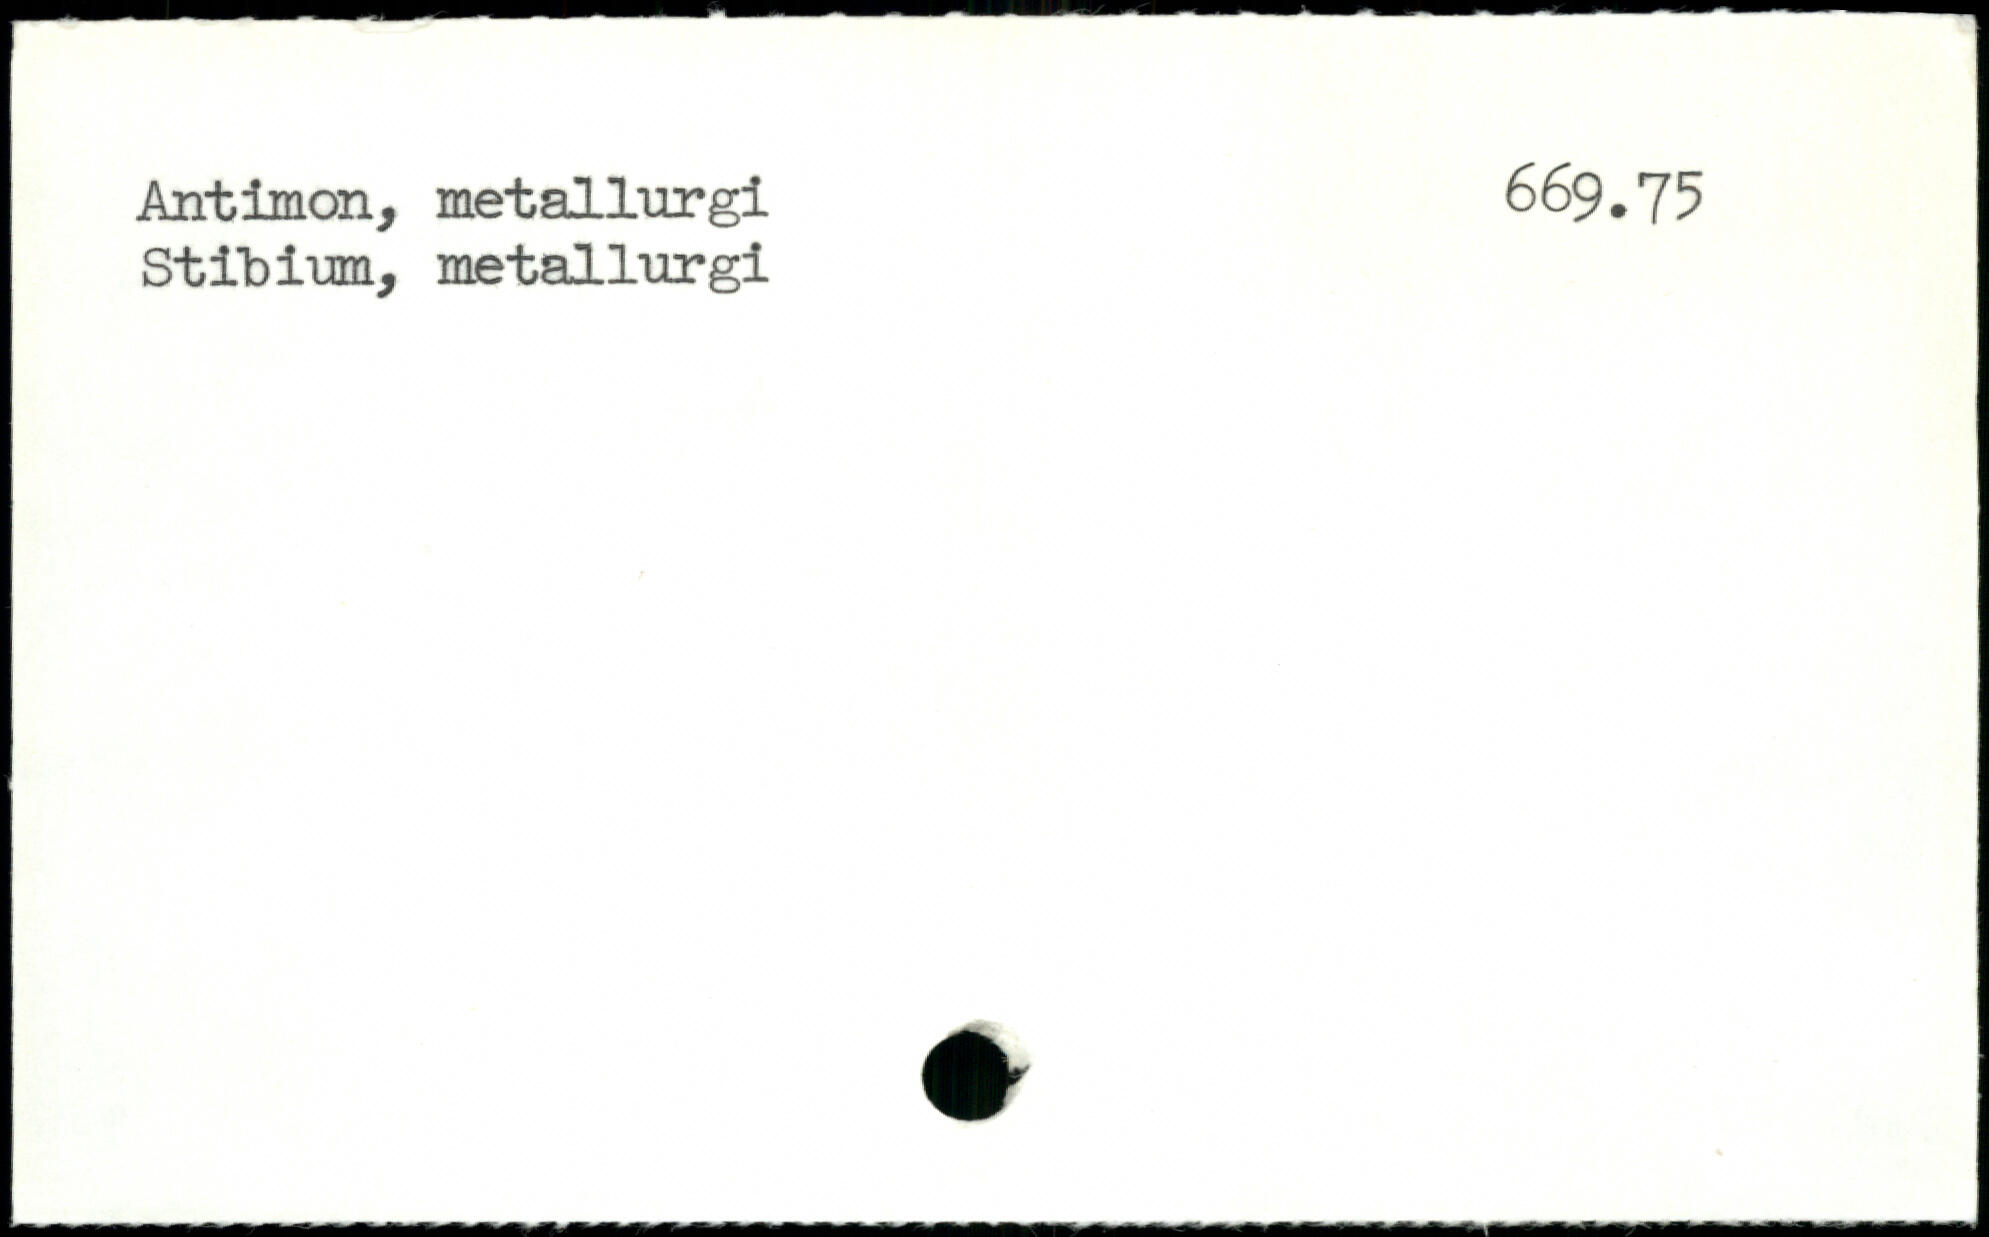 Antimon, metallurgi 669.75
Stibium, metallurgi